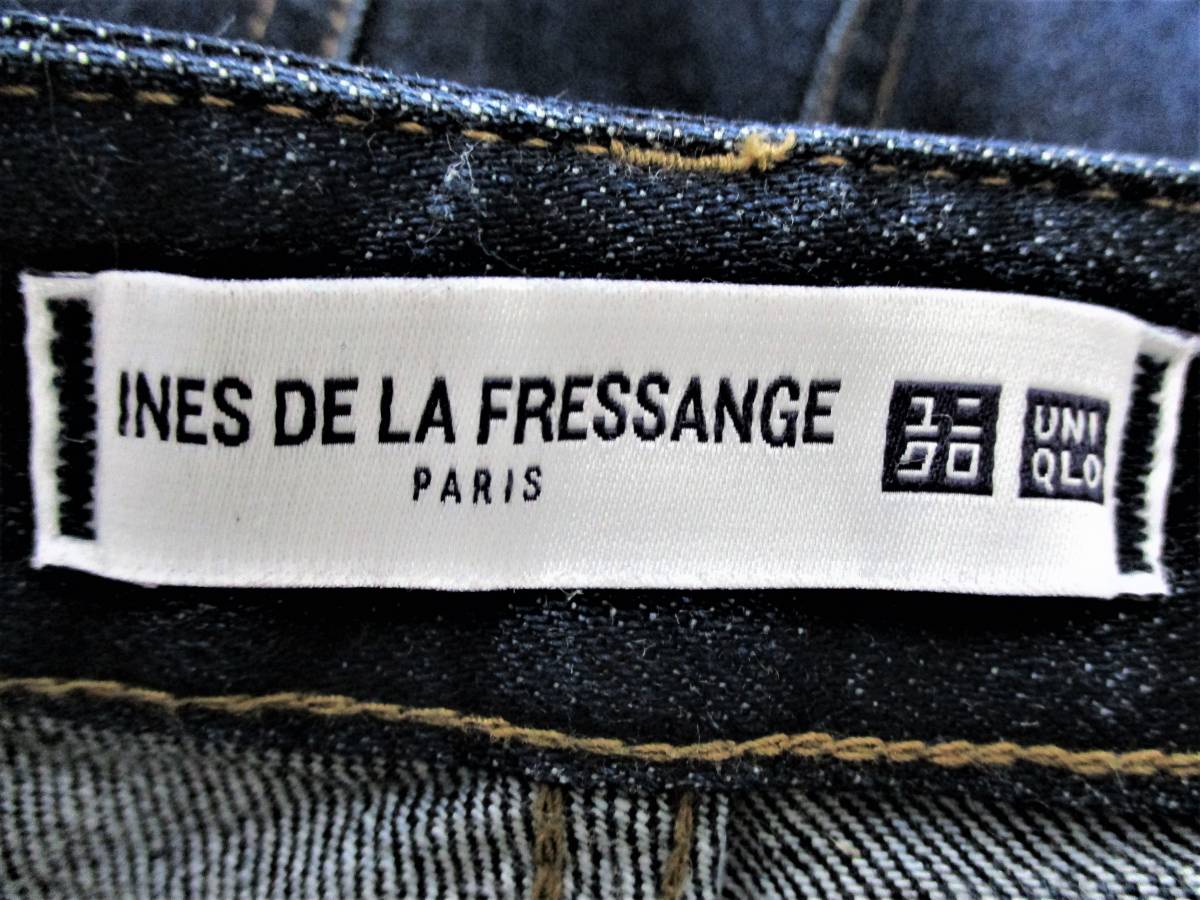 INES DE LA FRESSANGE
PARIS
ユニ
クロ
UNI
QLO